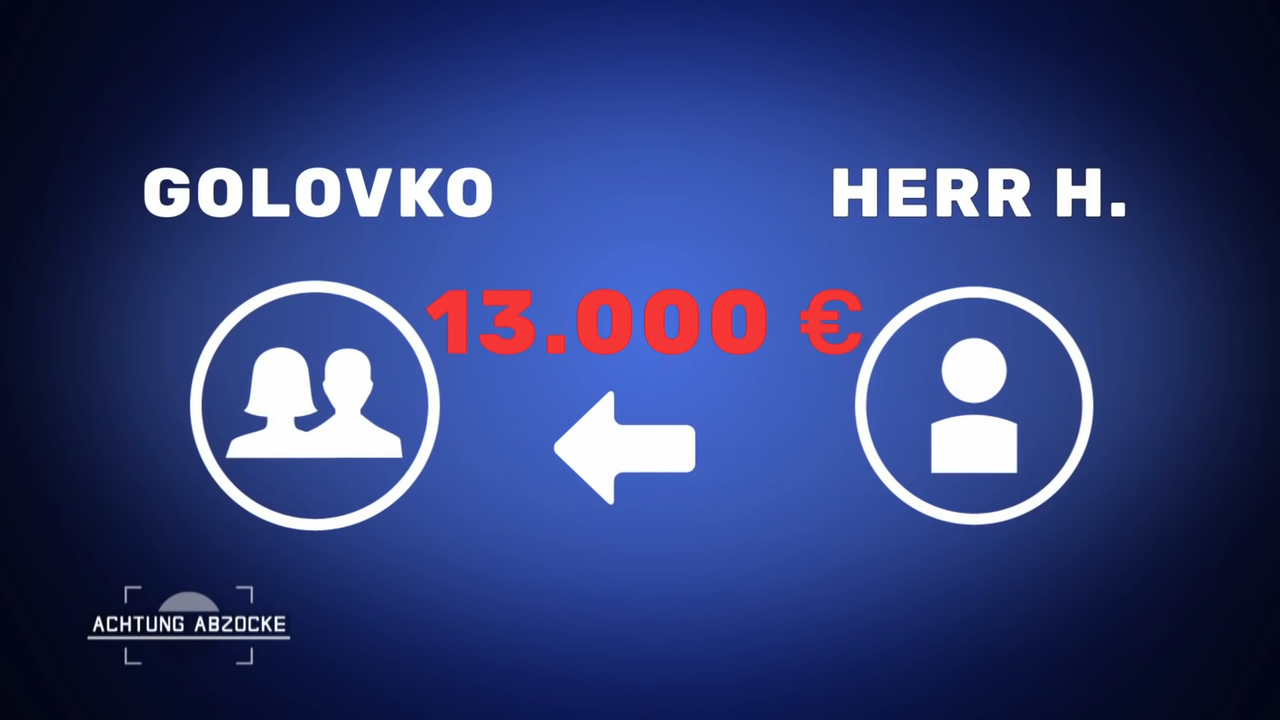 GOLOVKO
HERR H.
13.000 €
ACHTUNG ABZOCKE